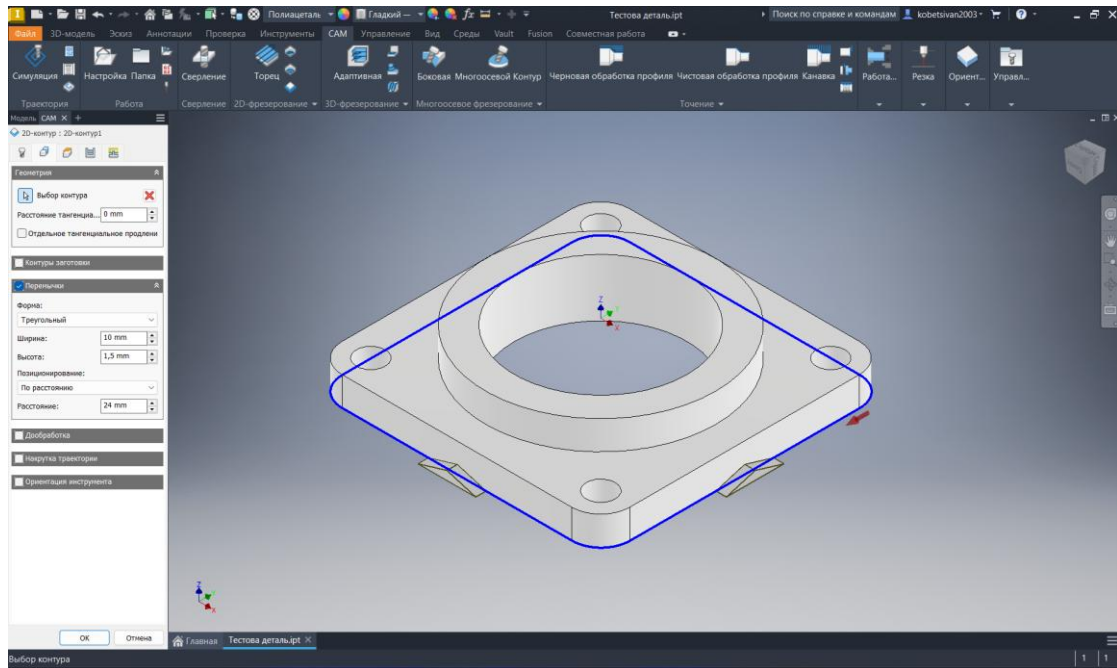 Полиацеталь
Гладкий —
fx
Тестова деталь.ipt
Поиск по справке и командам
kobetsivan2003
Файл 3D-модель Эскиз Аннотации Проверка Инструменты CAM Управление Вид Среды Vault Fusion Совместная работа
Симуляция Настройка Папка Сверление Торец Адаптивная Боковая Многоосевой Контур Черновая обработка профиля Чистовая обработка профиля Канавка Работа... Резка Ориент... Управл...
Траектория Работа Сверление 2D-фрезерование 3D-фрезерование Многоосевое фрезерование Точение
Модель CAM X +
2D-контур : 2D-контур1
Геометрия
Выбор контура
Расстояние тангенциа... 0 mm
Отдельное тангенциальное продлени
Контуры заготовки
Перемычки
Форма:
Треугольный
Ширина: 10 mm
Высота: 1,5 mm
Позиционирование:
По расстоянию
Расстояние: 24 mm
Дообработка
Накрутка траектории
Ориентация инструмента
Z
Y
X
Z
Y
X
OK Отмена
Главная Тестова деталь.ipt X
Выбор контура
1 1